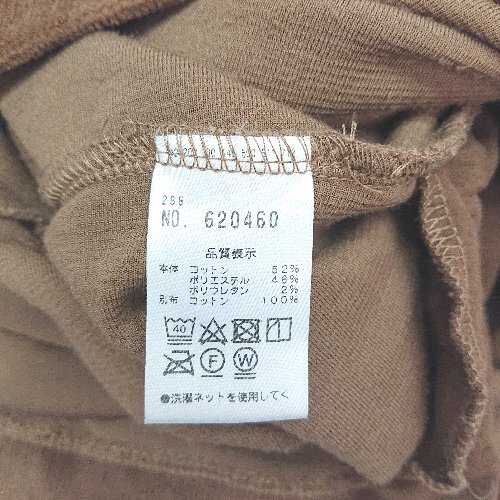 299
NO. 620460
品質表示
本体 コットン 52%
ポリエステル 46%
ポリウレタン 2%
別布 コットン 100%
40
F W
●洗濯ネットを使用してく